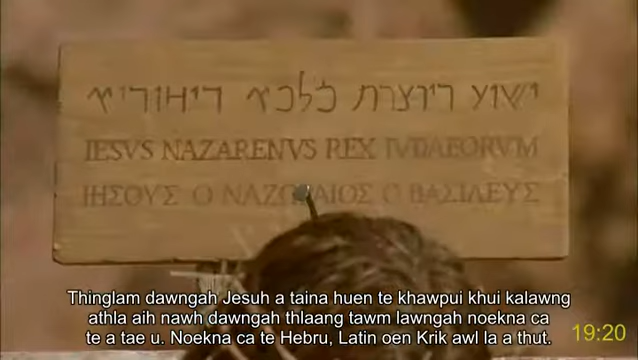 ישוע דיהודיא
IESVS NAZARENVS REX IVDAEORVM
ΙΗΣΟΥΣ Ο ΝΑΖΩΡΑΙΟΣ Ο ΒΑΣΙΛΕΥΣ
Thinglam dawngah Jesuh a taina huen te khawpui khui kalawng
athla aih nawh dawngah thlaang tawm lawngah noekna ca
te a tae u. Noekna ca te Hebru, Latin oen Krik awl la a thut.
19:20